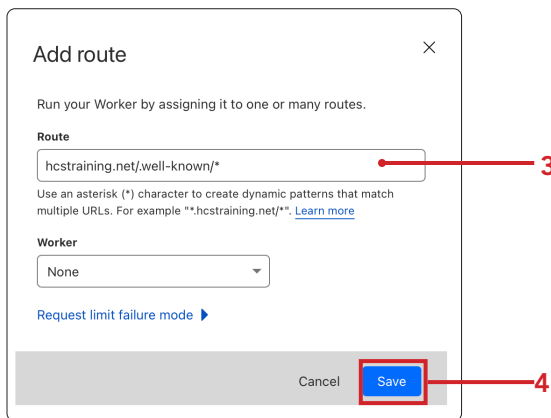 Add route
Run your Worker by assigning it to one or many routes.
Route
hcstraining.net/.well-known/*
3
Use an asterisk (*) character to create dynamic patterns that match
multiple URLs. For example "*.hcstraining.net/*". Learn more
Worker
None
Request limit failure mode
Cancel
Save
4